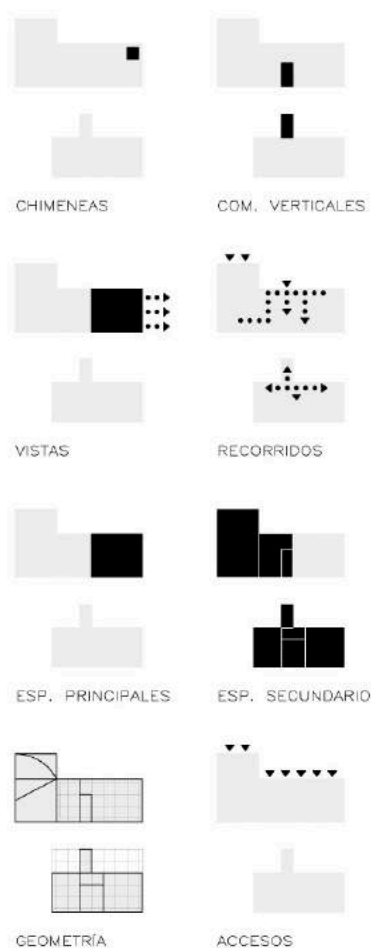 CHIMENEAS
COM. VERTICALES
VISTAS
RECORRIDOS
ESP. PRINCIPALES
ESP. SECUNDARIO
GEOMETRÍA
ACCESOS